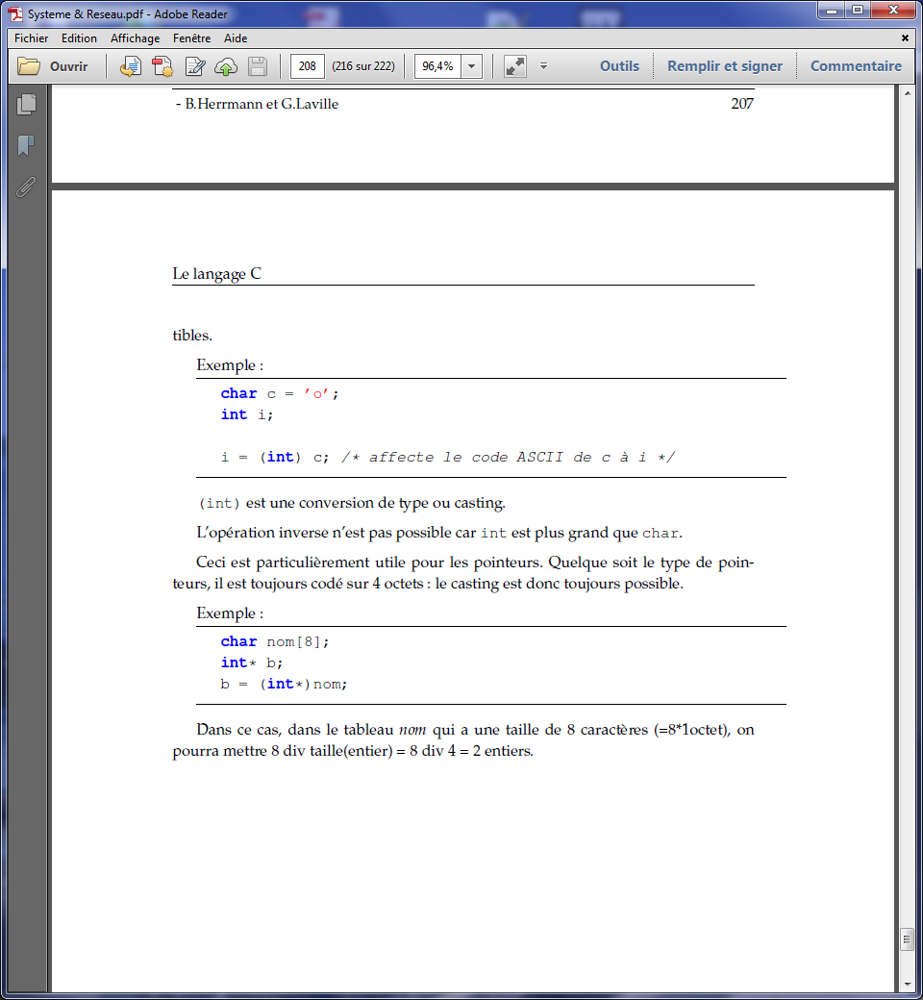 Systeme & Reseau.pdf - Adobe Reader
Fichier Edition Affichage Fenêtre Aide
Ouvrir 208 (216 sur 222) 96,4% Outils Remplir et signer Commentaire
- B.Herrmann et G.Laville 207
Le langage C
tibles.
Exemple :
char c = ’o’;
int i;
i = (int) c; /* affecte le code ASCII de c à i */
(int) est une conversion de type ou casting.
L’opération inverse n’est pas possible car int est plus grand que char.
Ceci est particulièrement utile pour les pointeurs. Quelque soit le type de poin-
teurs, il est toujours codé sur 4 octets : le casting est donc toujours possible.
Exemple :
char nom[8];
int* b;
b = (int*)nom;
Dans ce cas, dans le tableau nom qui a une taille de 8 caractères (=8*1octet), on
pourra mettre 8 div taille(entier) = 8 div 4 = 2 entiers.